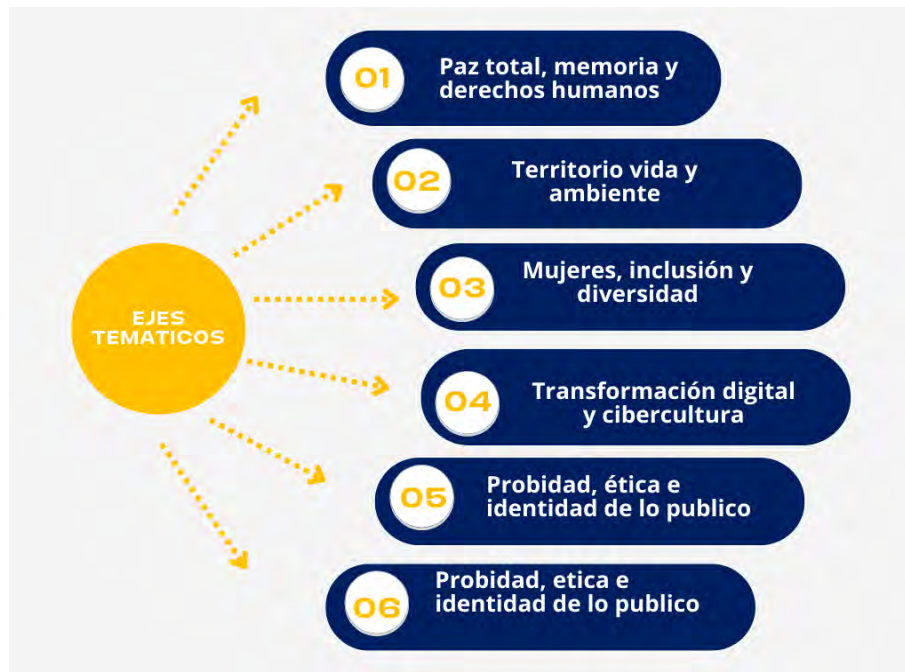 EJES
TEMATICOS
01
Paz total, memoria y
derechos humanos
02
Territorio vida y
ambiente
03
Mujeres, inclusión y
diversidad
04
Transformación digital
y cibercultura
05
Probidad, ética e
identidad de lo publico
06
Probidad, etica e
identidad de lo publico